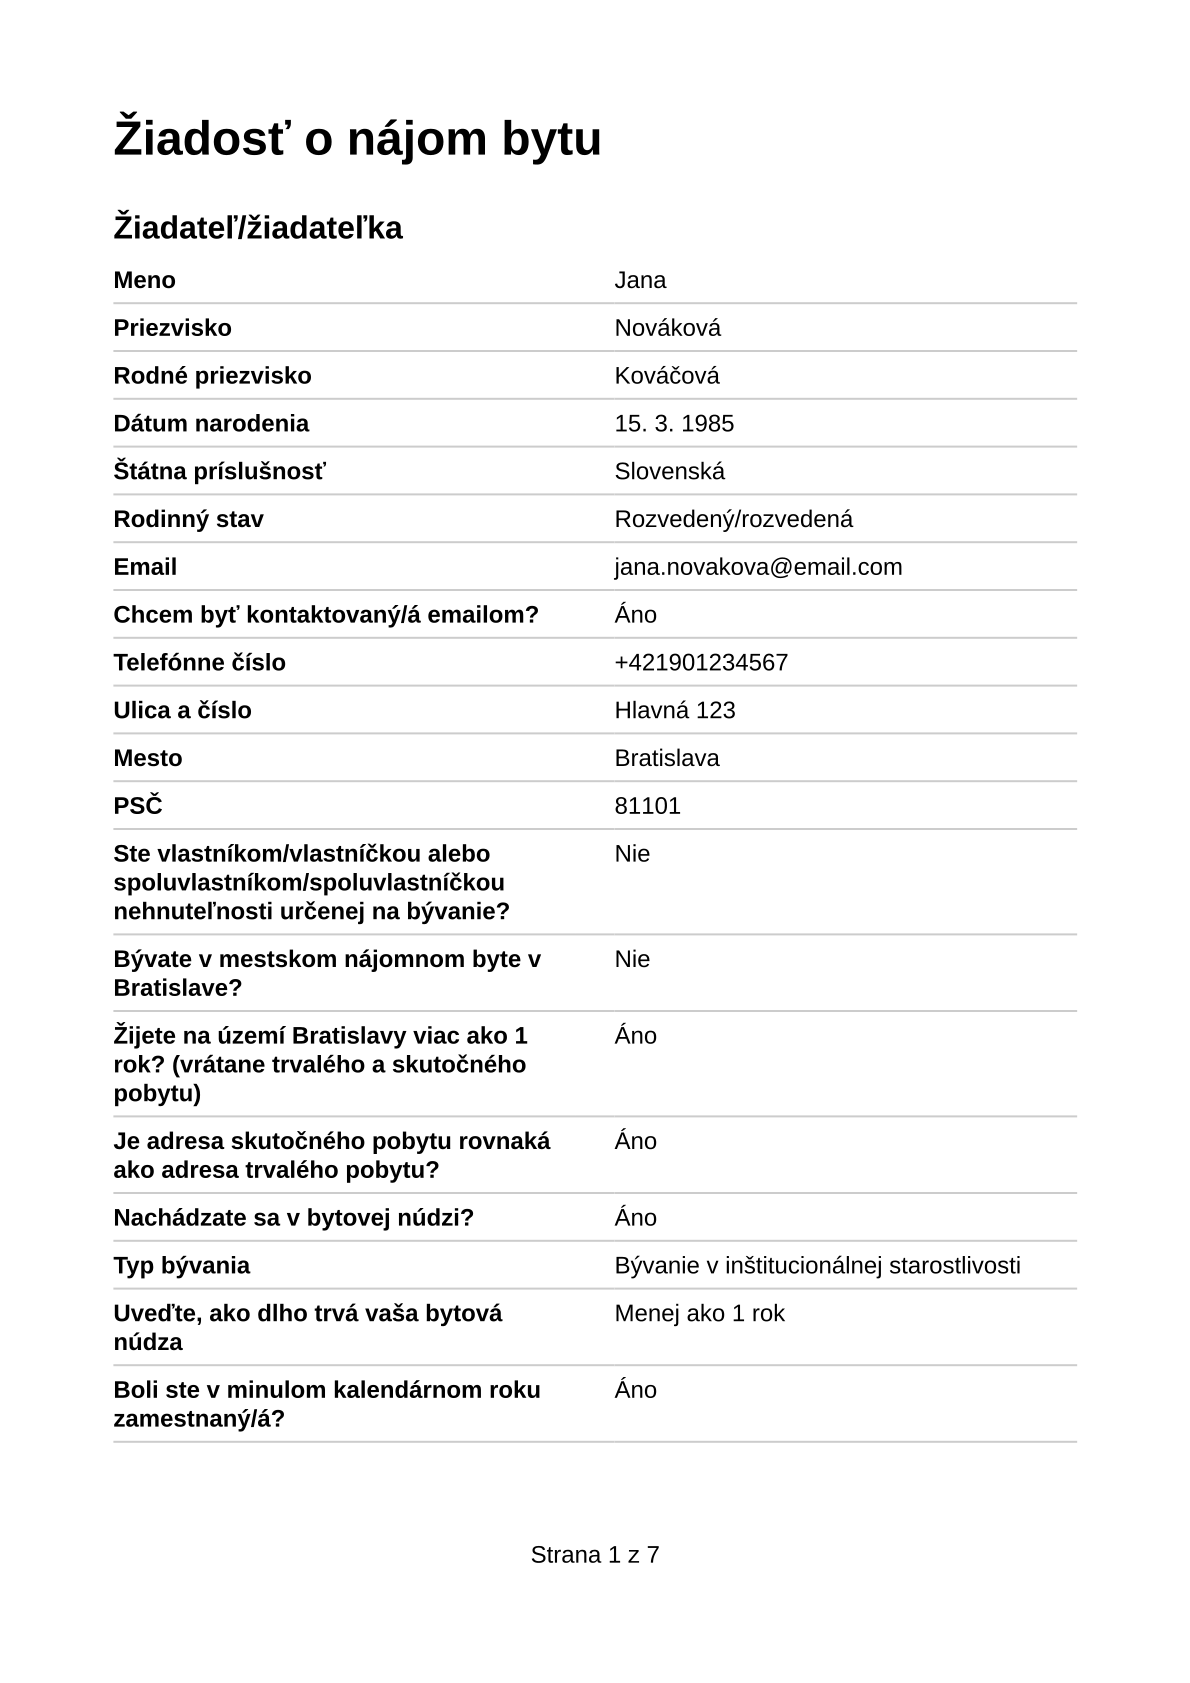 Žiadosť o nájom bytu
Žiadateľ/žiadateľka
Meno Jana
Priezvisko Nováková
Rodné priezvisko Kováčová
Dátum narodenia 15. 3. 1985
Štátna príslušnosť Slovenská
Rodinný stav Rozvedený/rozvedená
Email jana.novakova@email.com
Chcem byť kontaktovaný/á emailom? Áno
Telefónne číslo +421901234567
Ulica a číslo Hlavná 123
Mesto Bratislava
PSČ 81101
Ste vlastníkom/vlastníčkou alebo Nie
spoluvlastníkom/spoluvlastníčkou
nehnuteľnosti určenej na bývanie?
Bývate v mestskom nájomnom byte v Nie
Bratislave?
Žijete na území Bratislavy viac ako 1 Áno
rok? (vrátane trvalého a skutočného
pobytu)
Je adresa skutočného pobytu rovnaká Áno
ako adresa trvalého pobytu?
Nachádzate sa v bytovej núdzi? Áno
Typ bývania Bývanie v inštitucionálnej starostlivosti
Uveďte, ako dlho trvá vaša bytová Menej ako 1 rok
núdza
Boli ste v minulom kalendárnom roku Áno
zamestnaný/á?
Strana 1 z 7